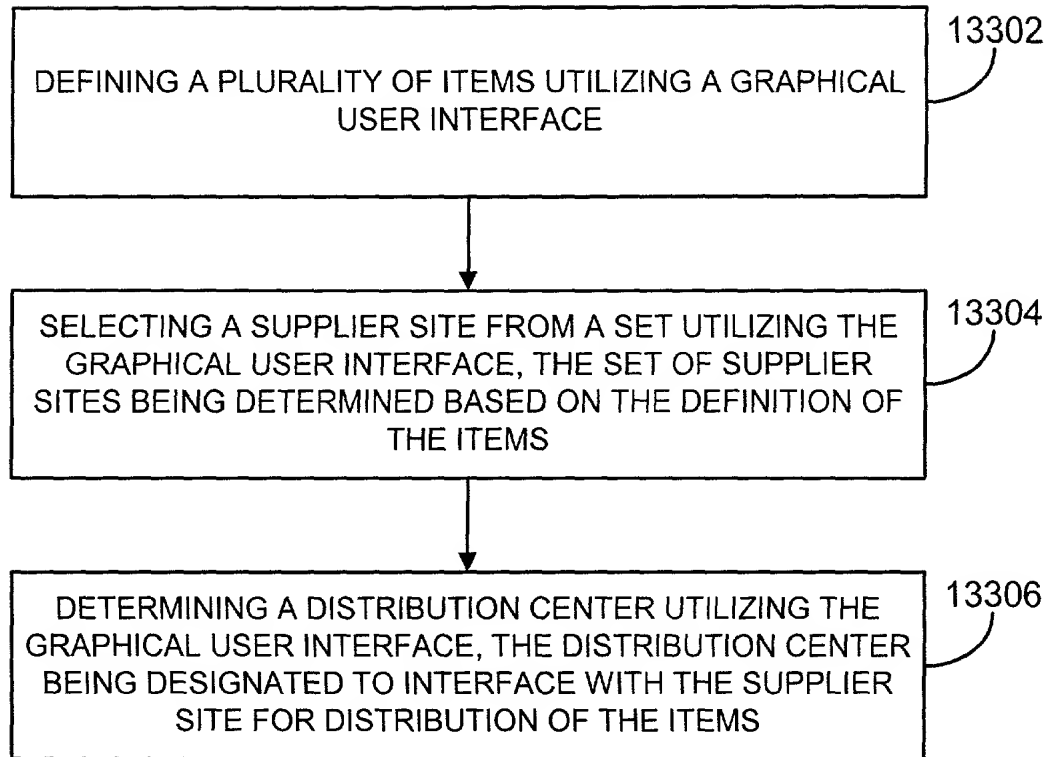 13302
DEFINING A PLURALITY OF ITEMS UTILIZING A GRAPHICAL
USER INTERFACE
13304
SELECTING A SUPPLIER SITE FROM A SET UTILIZING THE
GRAPHICAL USER INTERFACE, THE SET OF SUPPLIER
SITES BEING DETERMINED BASED ON THE DEFINITION OF
THE ITEMS
13306
DETERMINING A DISTRIBUTION CENTER UTILIZING THE
GRAPHICAL USER INTERFACE, THE DISTRIBUTION CENTER
BEING DESIGNATED TO INTERFACE WITH THE SUPPLIER
SITE FOR DISTRIBUTION OF THE ITEMS